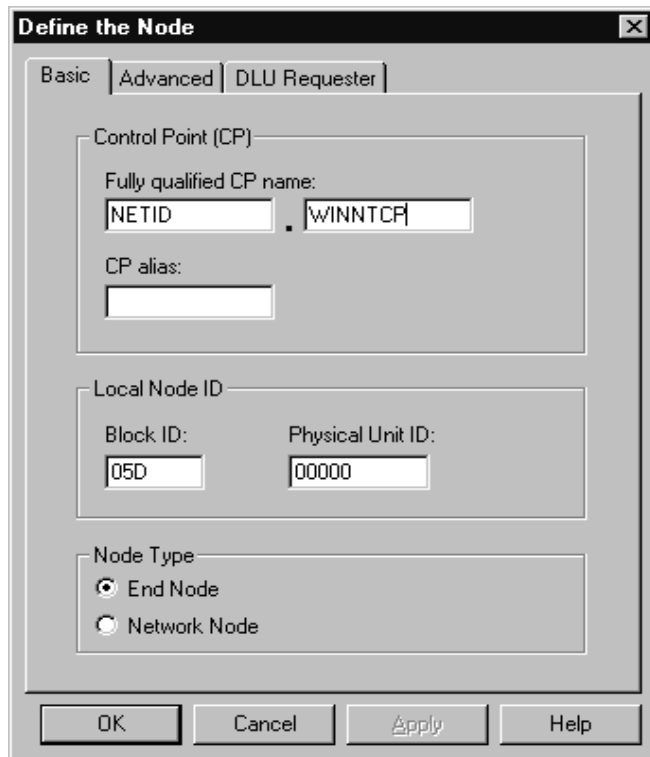 Define the Node
Basic Advanced DLU Requester
Control Point (CP)
Fully qualified CP name:
NETID . WINNTCP
CP alias:
Local Node ID
Block ID: Physical Unit ID:
05D 00000
Node Type
End Node
Network Node
OK Cancel Apply Help